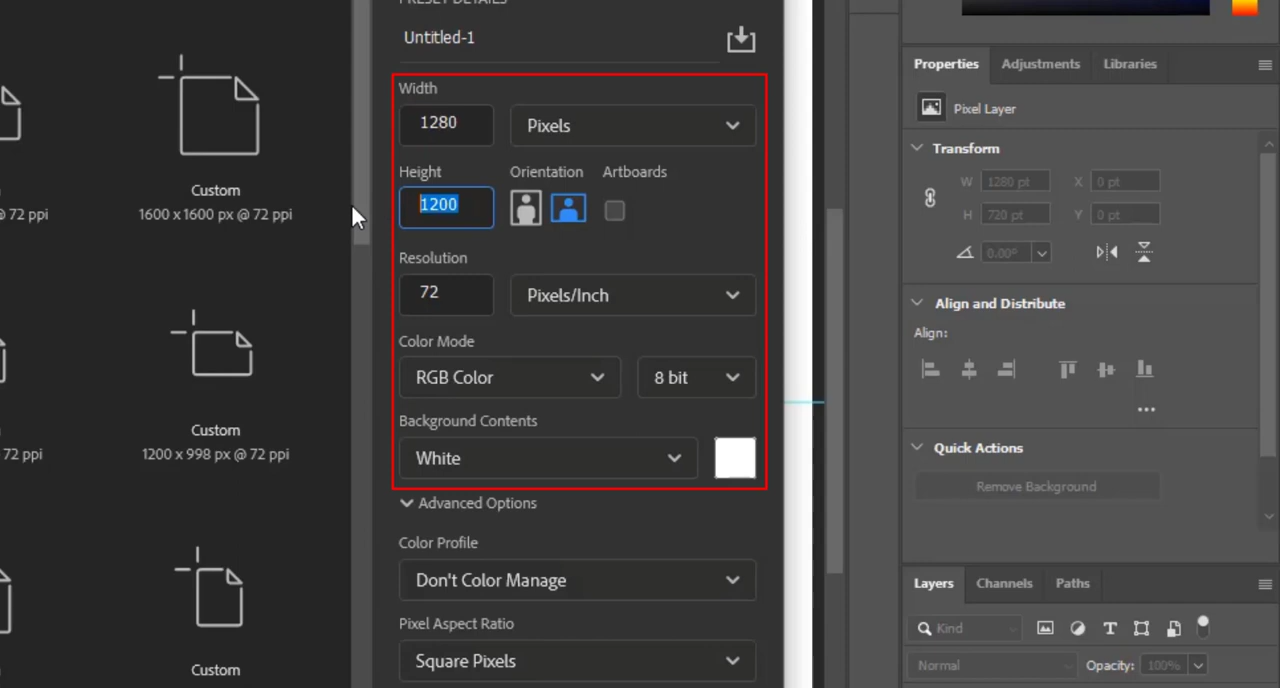 PRESET DETAILS
Untitled-1
Width
1280
Pixels
Height
Orientation
Artboards
1200
Resolution
72
Pixels/Inch
Color Mode
RGB Color
8 bit
Background Contents
White
Advanced Options
Color Profile
Don't Color Manage
Pixel Aspect Ratio
Square Pixels
@ 72 ppi
Custom
1600 x 1600 px @ 72 ppi
72 ppi
Custom
1200 x 998 px @ 72 ppi
Custom
Properties
Adjustments
Libraries
Pixel Layer
Transform
W 1280 pt X 0 pt
H 720 pt Y 0 pt
0.00°
Align and Distribute
Align:
Quick Actions
Remove Background
Layers
Channels
Paths
Kind
Normal
Opacity: 100%